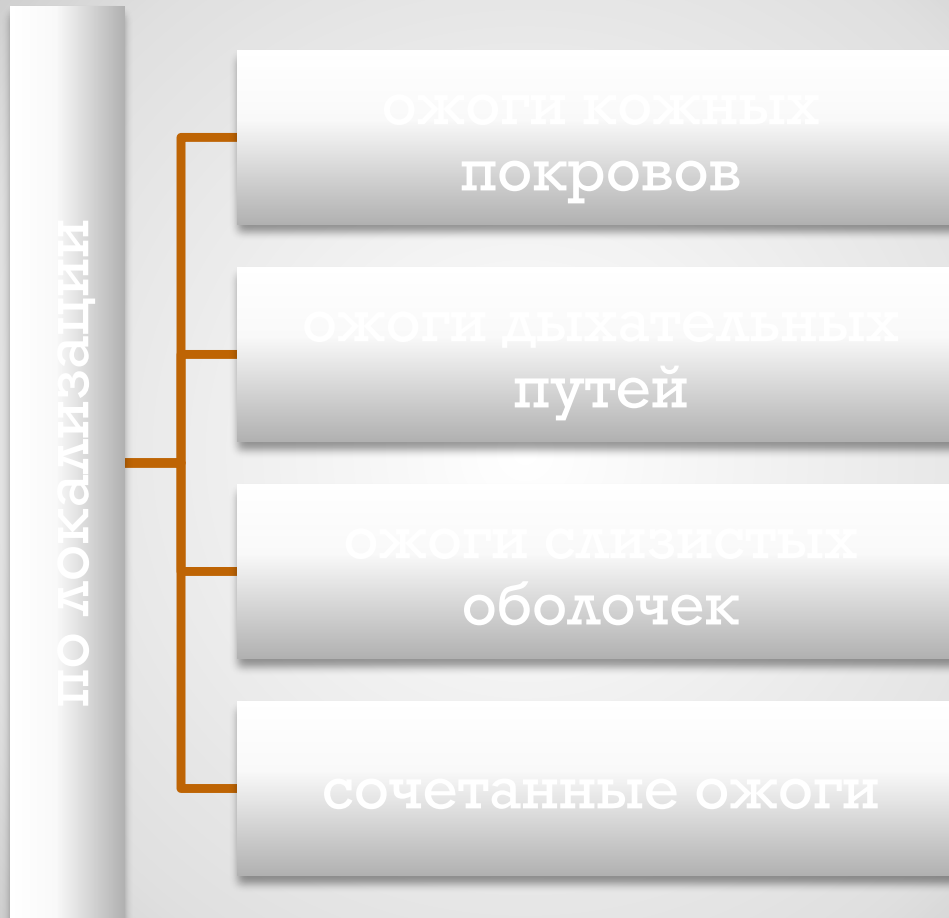 по локализации
ожоги кожных
покровов
ожоги дыхательных
путей
ожоги слизистых
оболочек
сочетанные ожоги